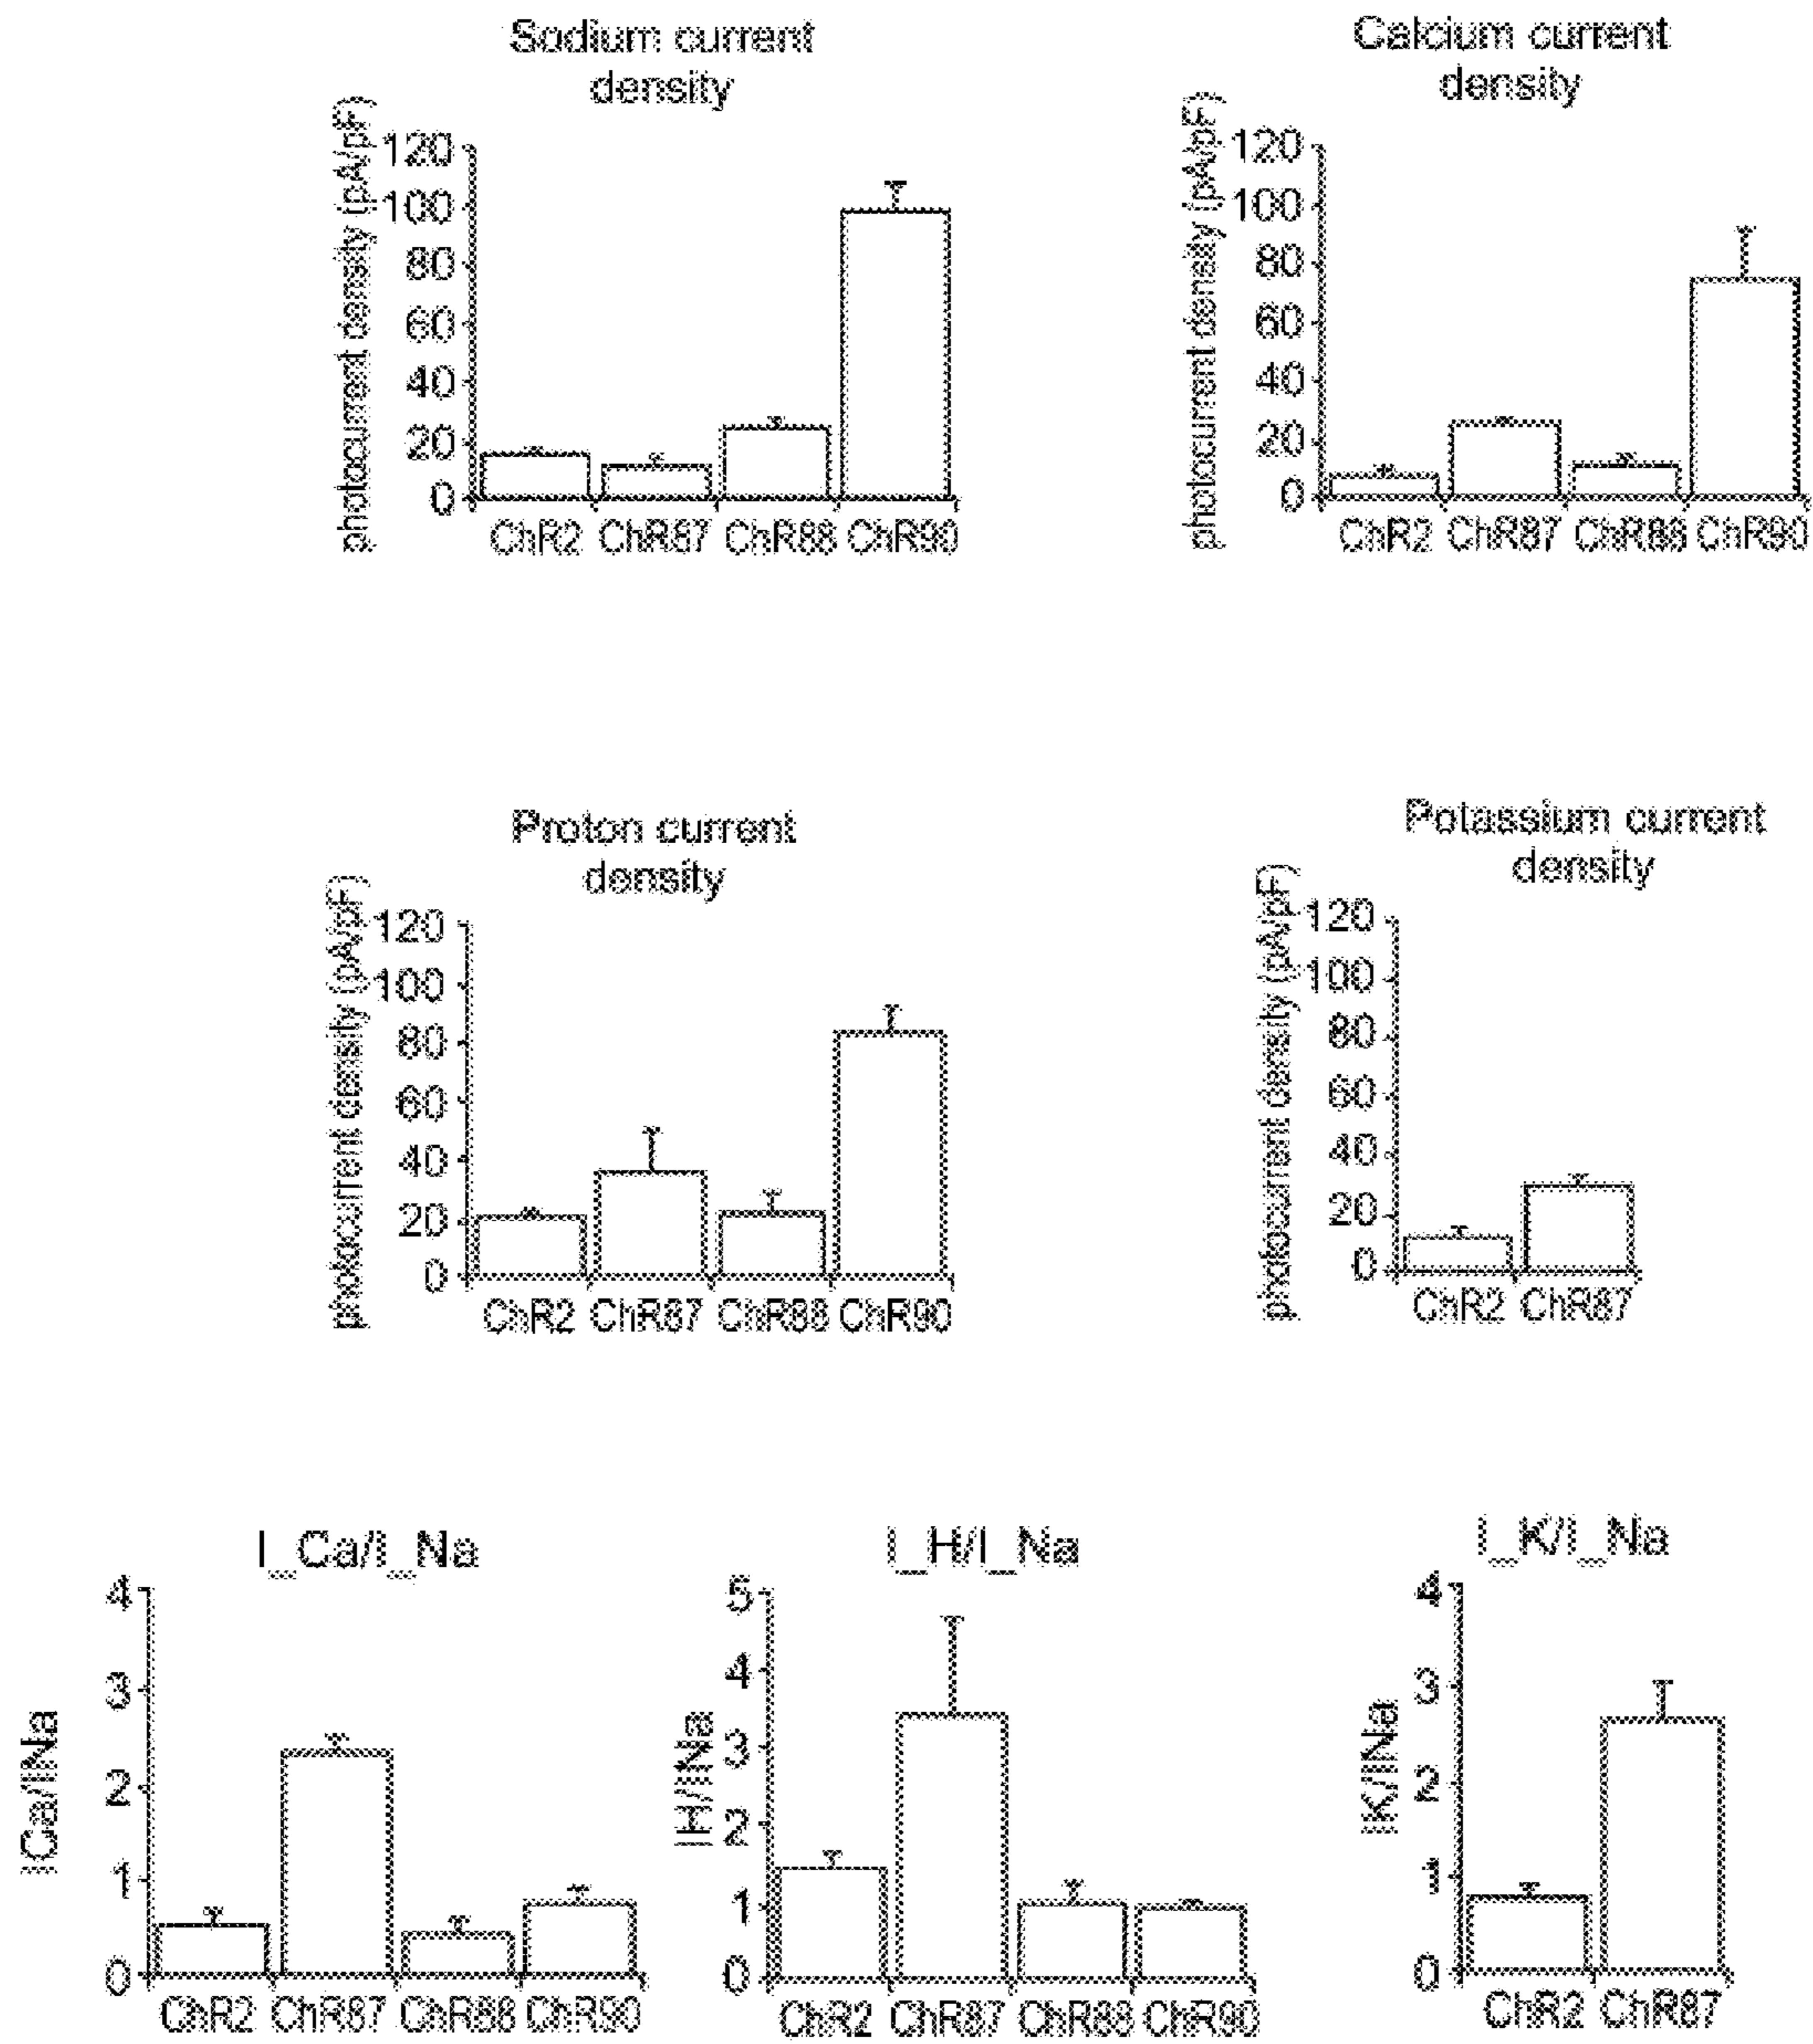 Sodium current
density
photocurrent density (pA/pF)
120
100
80
60
40
20
0
ChR2 ChR87 ChR88 ChR90
Calcium current
density
photocurrent density (pA/pF)
120
100
80
60
40
20
0
ChR2 ChR87 ChR88 ChR90
Proton current
density
photocurrent density (pA/pF)
120
100
80
60
40
20
0
ChR2 ChR87 ChR88 ChR90
Potassium current
density
photocurrent density (pA/pF)
120
100
80
60
40
20
0
ChR2 ChR87
I_Ca/I_Na
ICa/INa
4
3
2
1
0
ChR2 ChR87 ChR88 ChR90
I_H/I_Na
IH/INa
5
4
3
2
1
0
ChR2 ChR87 ChR88 ChR90
I_K/I_Na
IK/INa
4
3
2
1
0
ChR2 ChR87